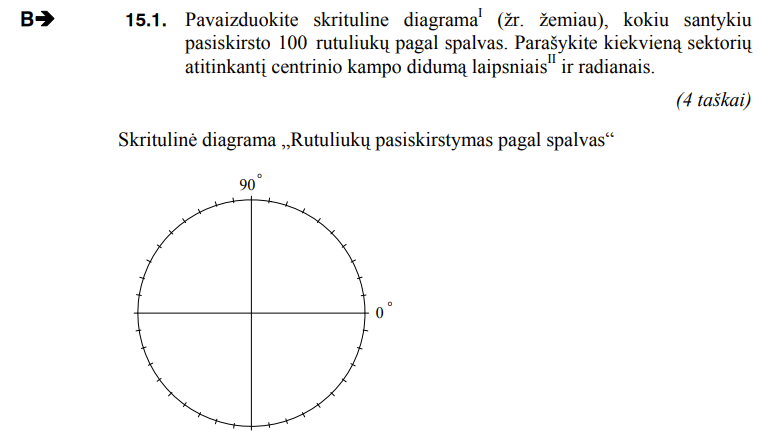 B→ 15.1. Pavaizduokite skrituline diagrama^I (žr. žemiau), kokiu santykiu
pasiskirsto 100 rutuliukų pagal spalvas. Parašykite kiekvieną sektorių
atitinkantį centrinio kampo didumą laipsniais^II ir radianais.
(4 taškai)
Skritulinė diagrama „Rutuliukų pasiskirstymas pagal spalvas“
90°
0°